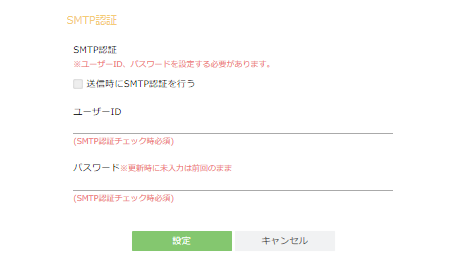 SMTP認証
SMTP認証
※ユーザーID、パスワードを設定する必要があります。
送信時にSMTP認証を行う
ユーザーID
(SMTP認証チェック時必須)
パスワード※更新時に未入力は前回のまま
(SMTP認証チェック時必須)
設定 キャンセル